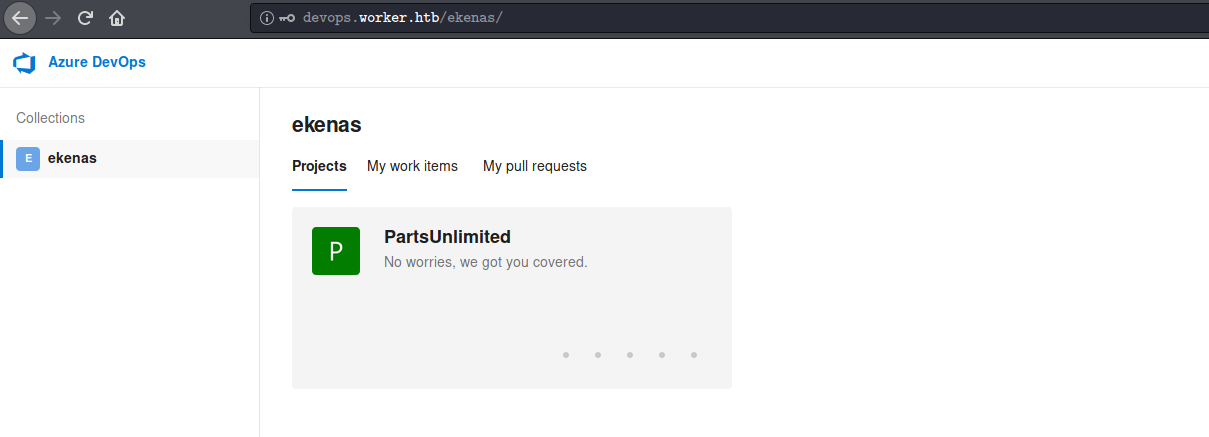 devops.worker.htb/ekenas/
Azure DevOps
Collections
E ekenas
ekenas
Projects My work items My pull requests
P PartsUnlimited
No worries, we got you covered.